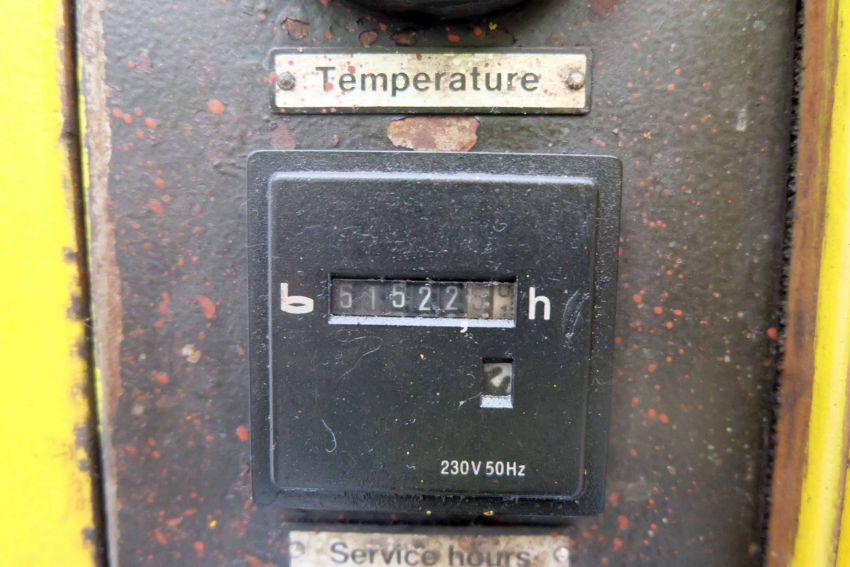 Temperature
51522, h
230V 50Hz
Service hours